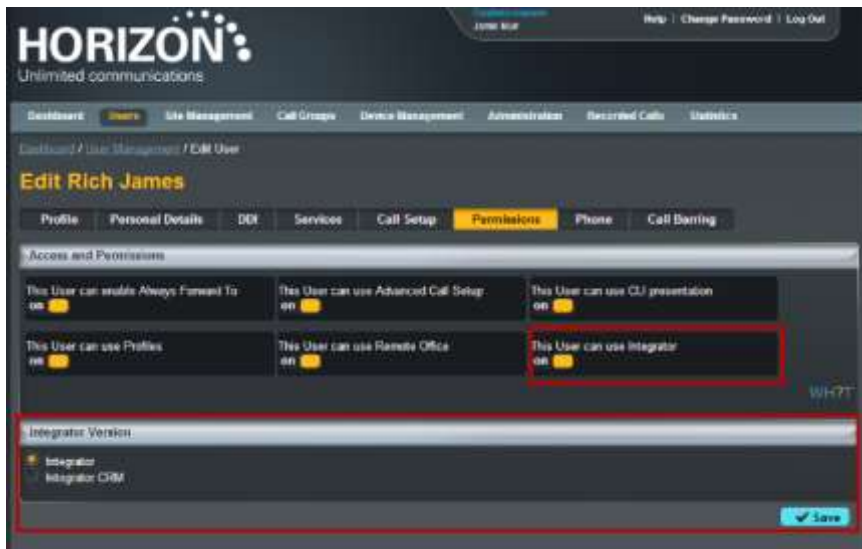 HORIZON
Unlimited communications
Jamie Blue
Help | Change Password | Log Out
Dashboard Users Site Management Call Groups Device Management Administration Recorded Calls Statistics
Dashboard / User Management / Edit User
Edit Rich James
Profile Personal Details DDI Services Call Setup Permissions Phone Call Barring
Access and Permissions
This User can enable Always Forward To
on
This User can use Advanced Call Setup
on
This User can use CLI presentation
on
This User can use Profiles
on
This User can use Remote Office
on
This User can use Integrator
on
WH?T
Integrator Version
Integrator
Integrator CRM
Save